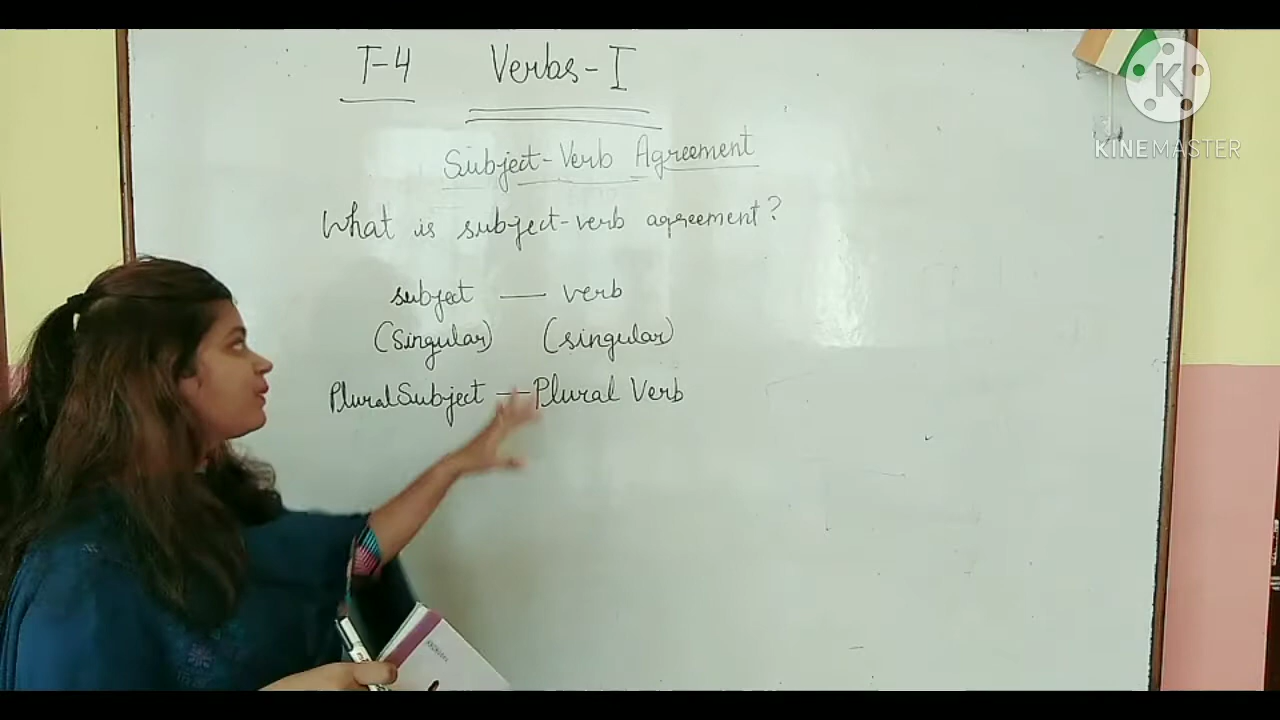 T-4 Verbs-I
Subject-Verb Agreement
What is subject-verb agreement?
subject — verb
(Singular) (singular)
Plural Subject — Plural Verb
K
KINEMASTER